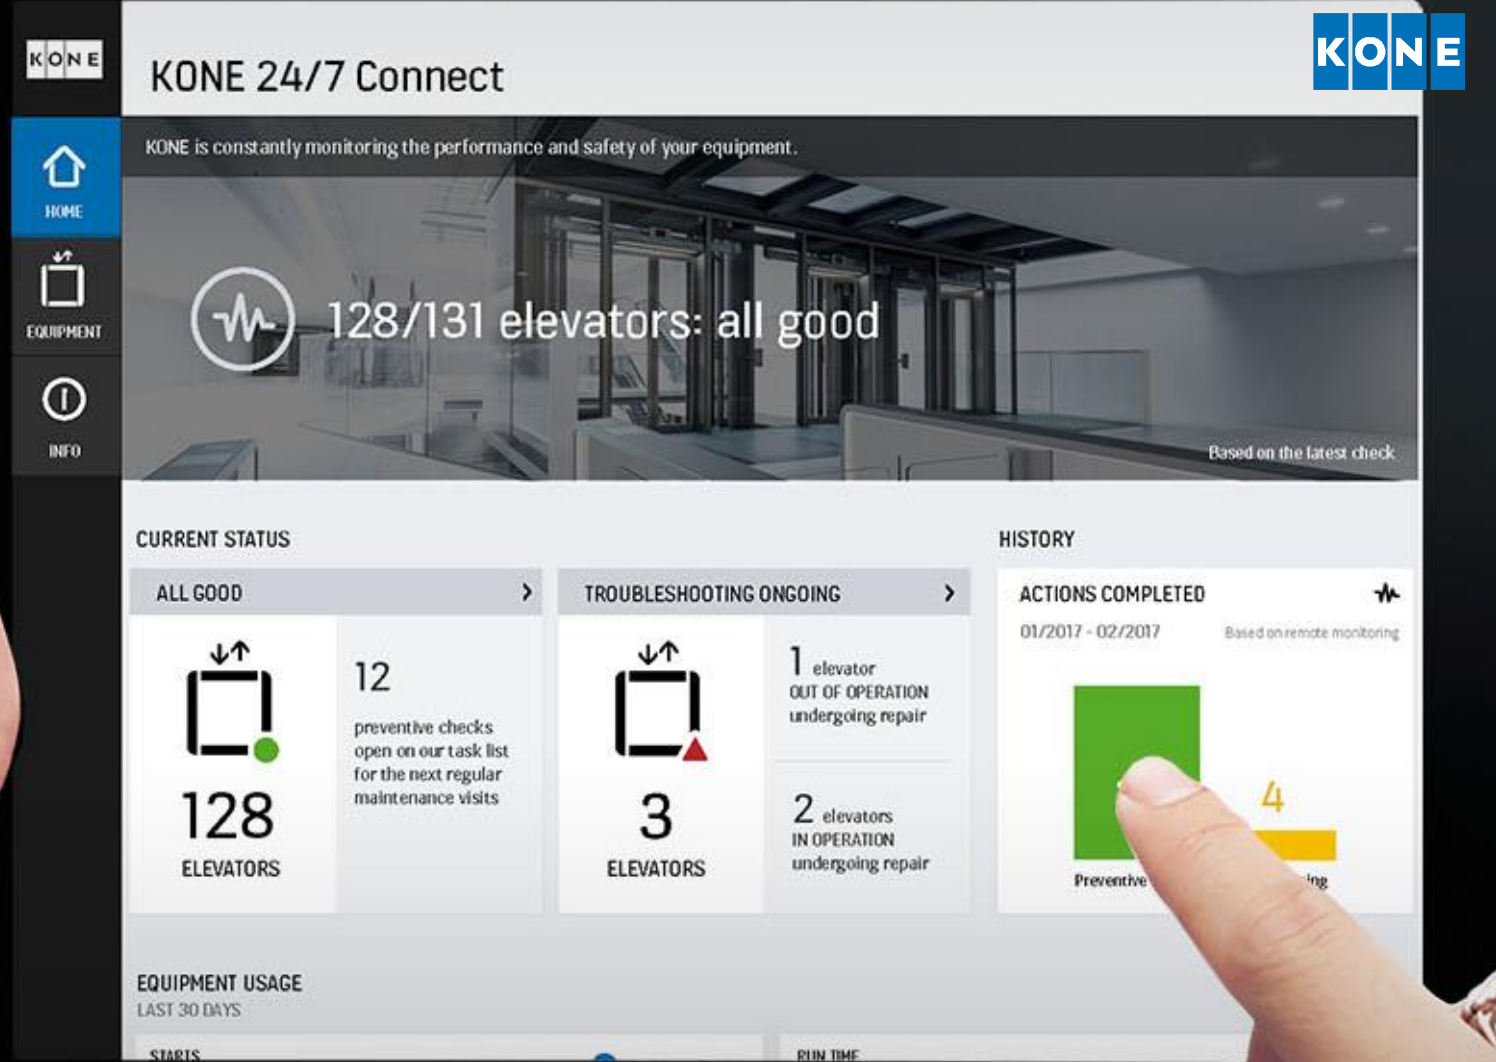 KONE
KONE 24/7 Connect
KONE
KONE is constantly monitoring the performance and safety of your equipment.
HOME
EQUIPMENT
INFO
128/131 elevators: all good
Based on the latest check
CURRENT STATUS
ALL GOOD
128
ELEVATORS
12
preventive checks
open on our task list
for the next regular
maintenance visits
TROUBLESHOOTING ONGOING
3
ELEVATORS
1 elevator
OUT OF OPERATION
undergoing repair
2 elevators
IN OPERATION
undergoing repair
HISTORY
ACTIONS COMPLETED
01/2017 - 02/2017
Based on remote monitoring
4
Preventive
EQUIPMENT USAGE
LAST 30 DAYS
STARTS
RUN TIME